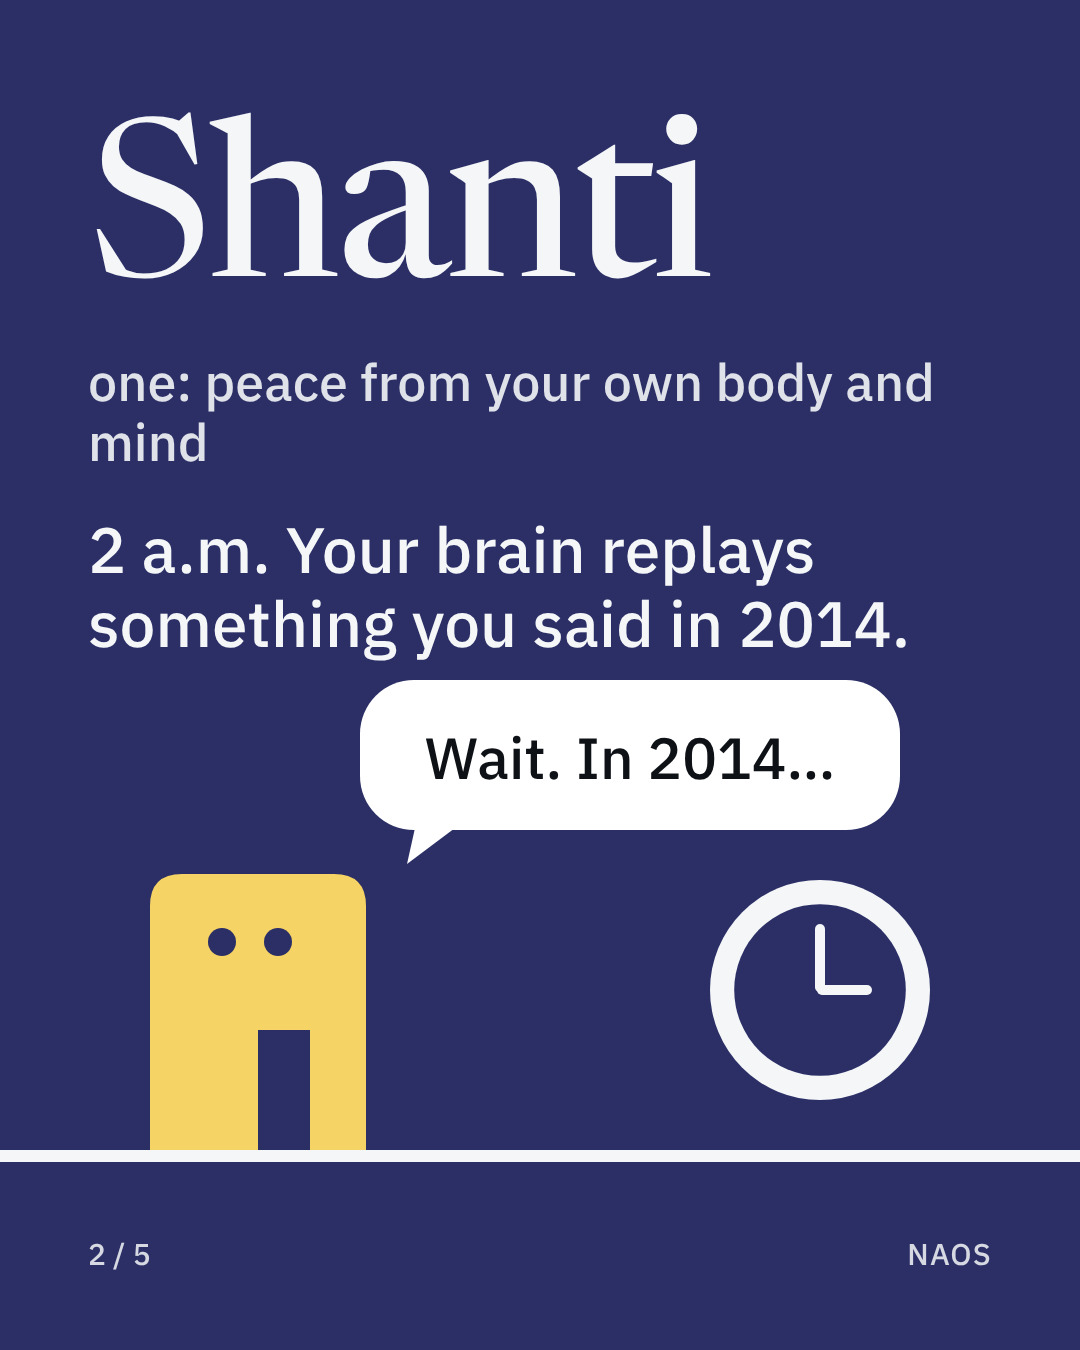 Shanti
one: peace from your own body and
mind
2 a.m. Your brain replays
something you said in 2014.
Wait. In 2014...
2 / 5
NAOS